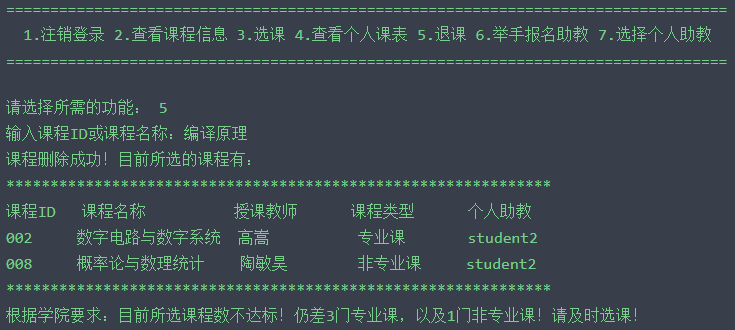 ================================================================================
1.注销登录 2.查看课程信息 3.选课 4.查看个人课表 5.退课 6.举手报名助教 7.选择个人助教
================================================================================
请选择所需的功能： 5
输入课程ID或课程名称：编译原理
课程删除成功！目前所选的课程有：
**************************************************************
课程ID 课程名称 授课教师 课程类型 个人助教
002 数字电路与数字系统 高嵩 专业课 student2
008 概率论与数理统计 陶敏昊 非专业课 student2
**************************************************************
根据学院要求：目前所选课程数不达标！仍差3门专业课，以及1门非专业课！请及时选课！